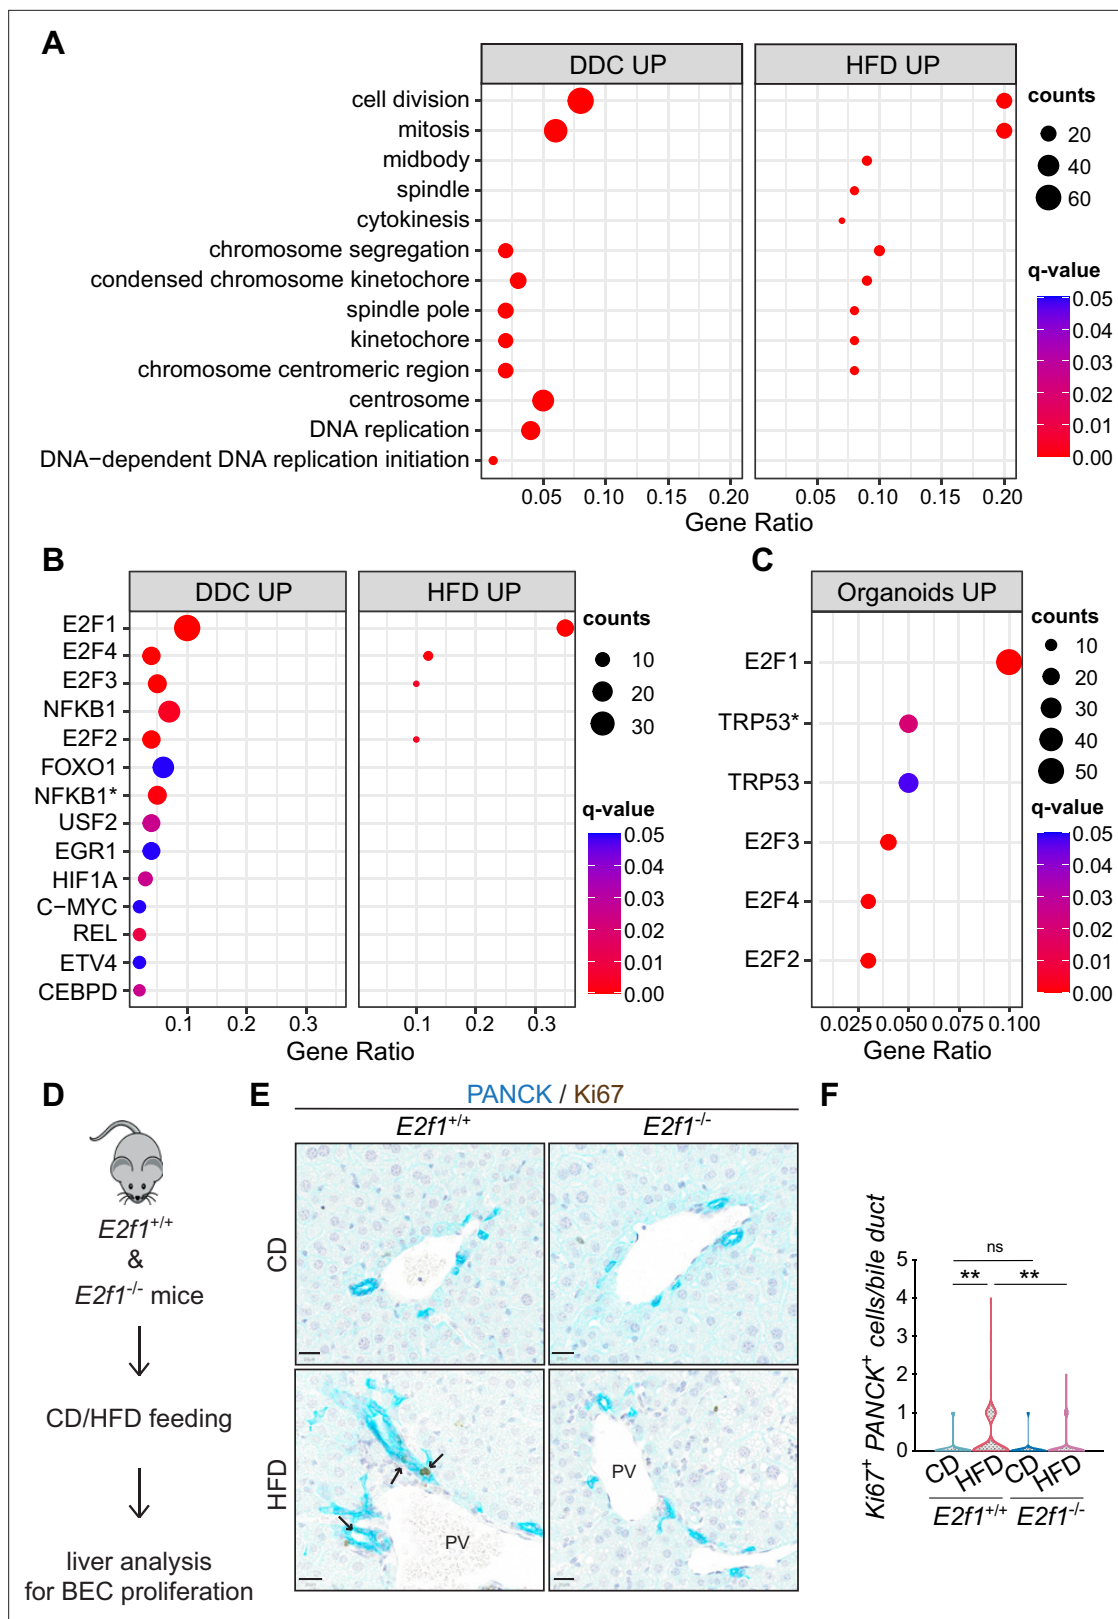 A
DDC UP
HFD UP
cell division
mitosis
midbody
spindle
cytokinesis
chromosome segregation
condensed chromosome kinetochore
spindle pole
kinetochore
chromosome centromeric region
centrosome
DNA replication
DNA−dependent DNA replication initiation
0.05 0.10 0.15 0.20
0.05 0.10 0.15 0.20
Gene Ratio
counts
20
40
60
q-value
0.05
0.04
0.03
0.02
0.01
0.00
B
DDC UP
HFD UP
E2F1
E2F4
E2F3
NFKB1
E2F2
FOXO1
NFKB1*
USF2
EGR1
HIF1A
C−MYC
REL
ETV4
CEBPD
0.1 0.2 0.3
0.1 0.2 0.3
Gene Ratio
counts
10
20
30
q-value
0.05
0.04
0.03
0.02
0.01
0.00
C
Organoids UP
E2F1
TRP53*
TRP53
E2F3
E2F4
E2F2
0.025 0.050 0.075 0.100
Gene Ratio
counts
10
20
30
40
50
q-value
0.05
0.04
0.03
0.02
0.01
0.00
D
E2f1+/+
&
E2f1-/- mice
CD/HFD feeding
liver analysis
for BEC proliferation
E
PANCK / Ki67
E2f1+/+
E2f1-/-
CD
HFD
PV
PV
F
Ki67+ PANCK+ cells/bile duct
5
4
3
2
1
0
ns
** **
CD HFD CD HFD
E2f1+/+ E2f1-/-